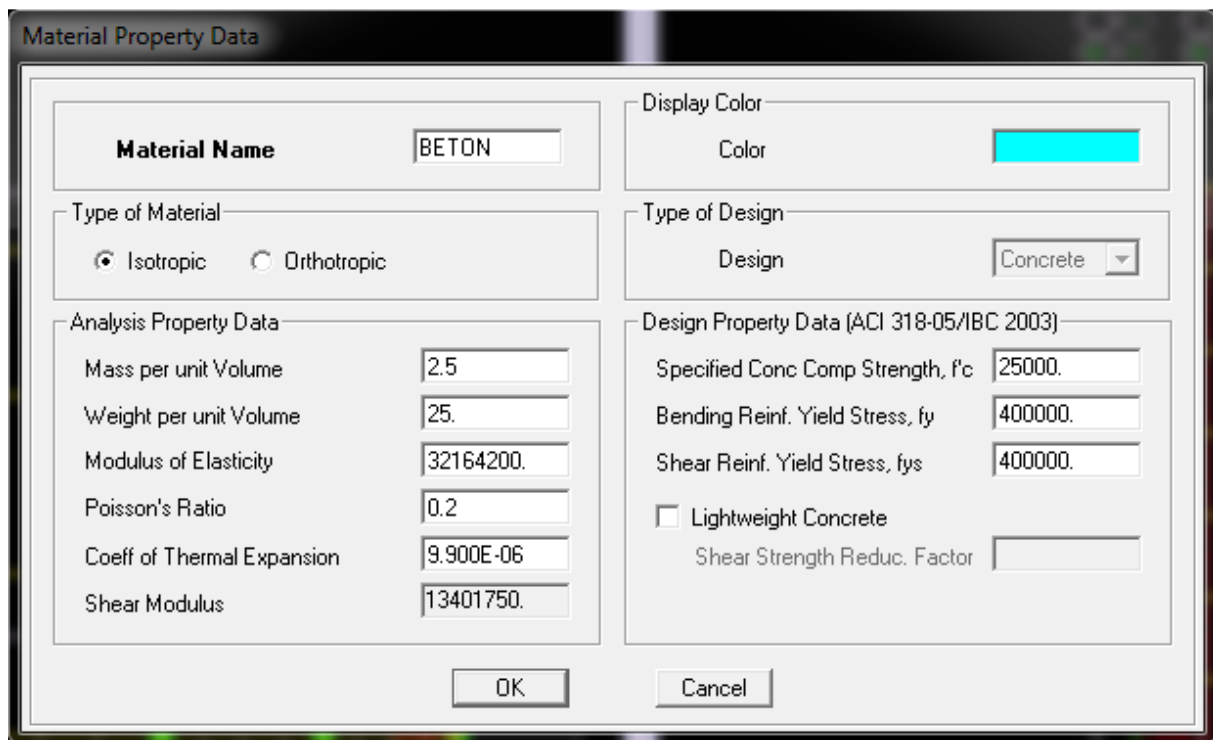 Material Property Data
Material Name BETON
Display Color
Color
Type of Material
Isotropic Orthotropic
Type of Design
Design Concrete
Analysis Property Data
Mass per unit Volume 2.5
Weight per unit Volume 25.
Modulus of Elasticity 32164200.
Poisson's Ratio 0.2
Coeff of Thermal Expansion 9.900E-06
Shear Modulus 13401750.
Design Property Data (ACI 318-05/IBC 2003)
Specified Conc Comp Strength, f'c 25000.
Bending Reinf. Yield Stress, fy 400000.
Shear Reinf. Yield Stress, fys 400000.
Lightweight Concrete
Shear Strength Reduc. Factor
OK Cancel